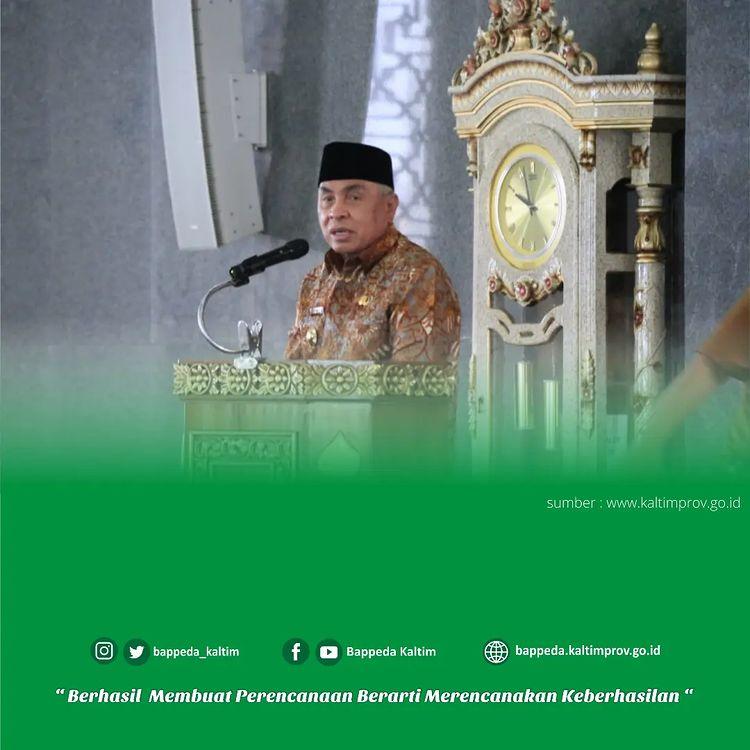 sumber : www.kaltimprov.go.id
bappeda_kaltim Bappeda Kaltim bappeda.kaltimprov.go.id
“ Berhasil Membuat Perencanaan Berarti Merencanakan Keberhasilan “